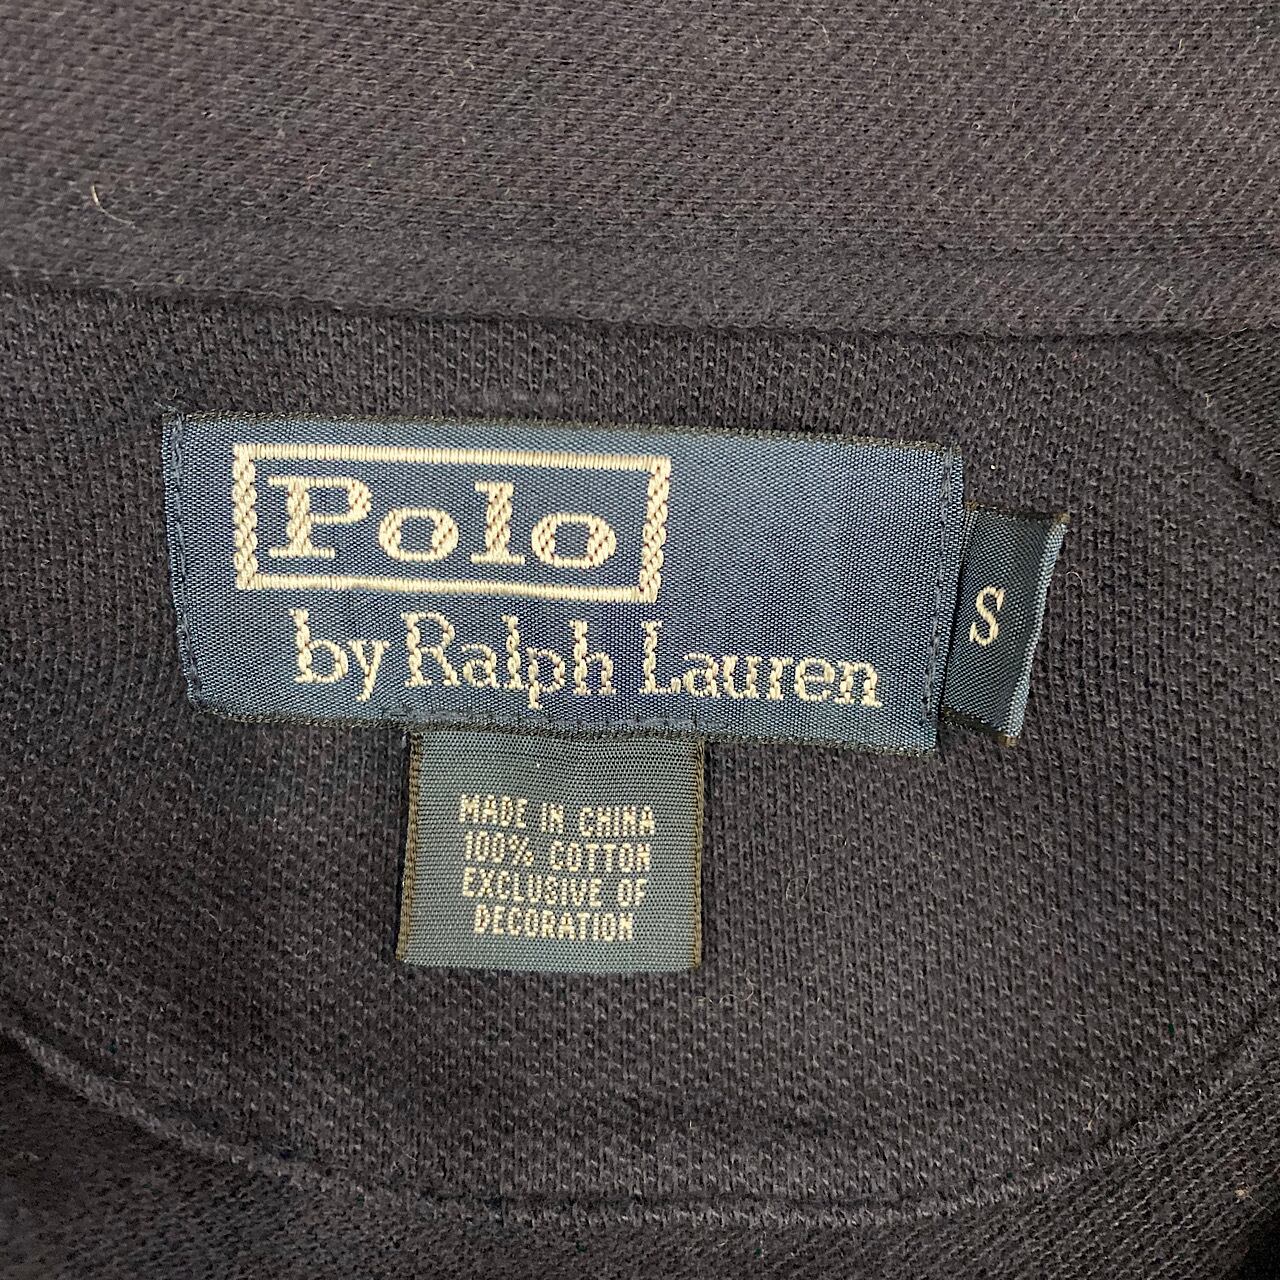 Polo
by Ralph Lauren
S
MADE IN CHINA
100% COTTON
EXCLUSIVE OF
DECORATION